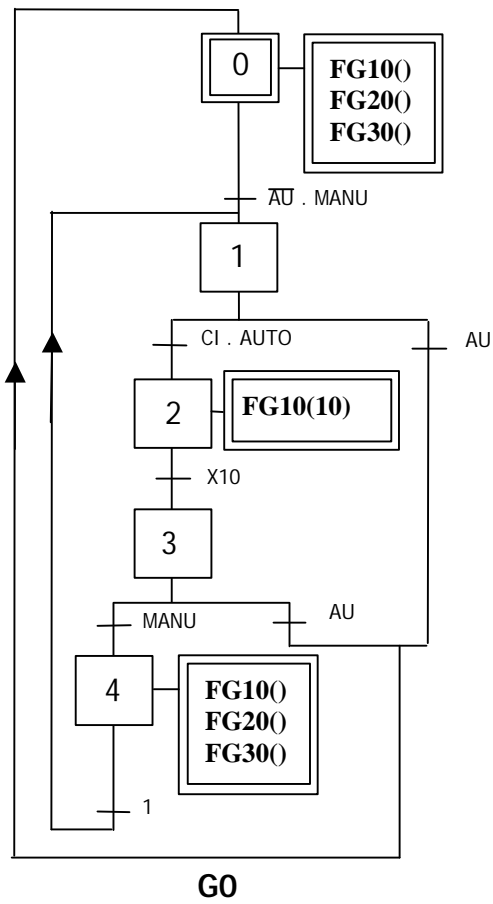 0
FG10()
FG20()
FG30()
A̅U̅ . MANU
1
CI . AUTO
AU
2
FG10(10)
X10
3
MANU
AU
4
FG10()
FG20()
FG30()
1
G0